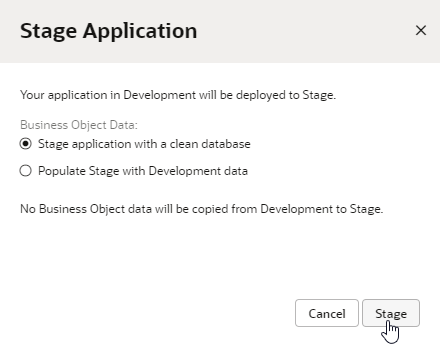 Stage Application
Your application in Development will be deployed to Stage.
Business Object Data:
Stage application with a clean database
Populate Stage with Development data
No Business Object data will be copied from Development to Stage.
Cancel
Stage